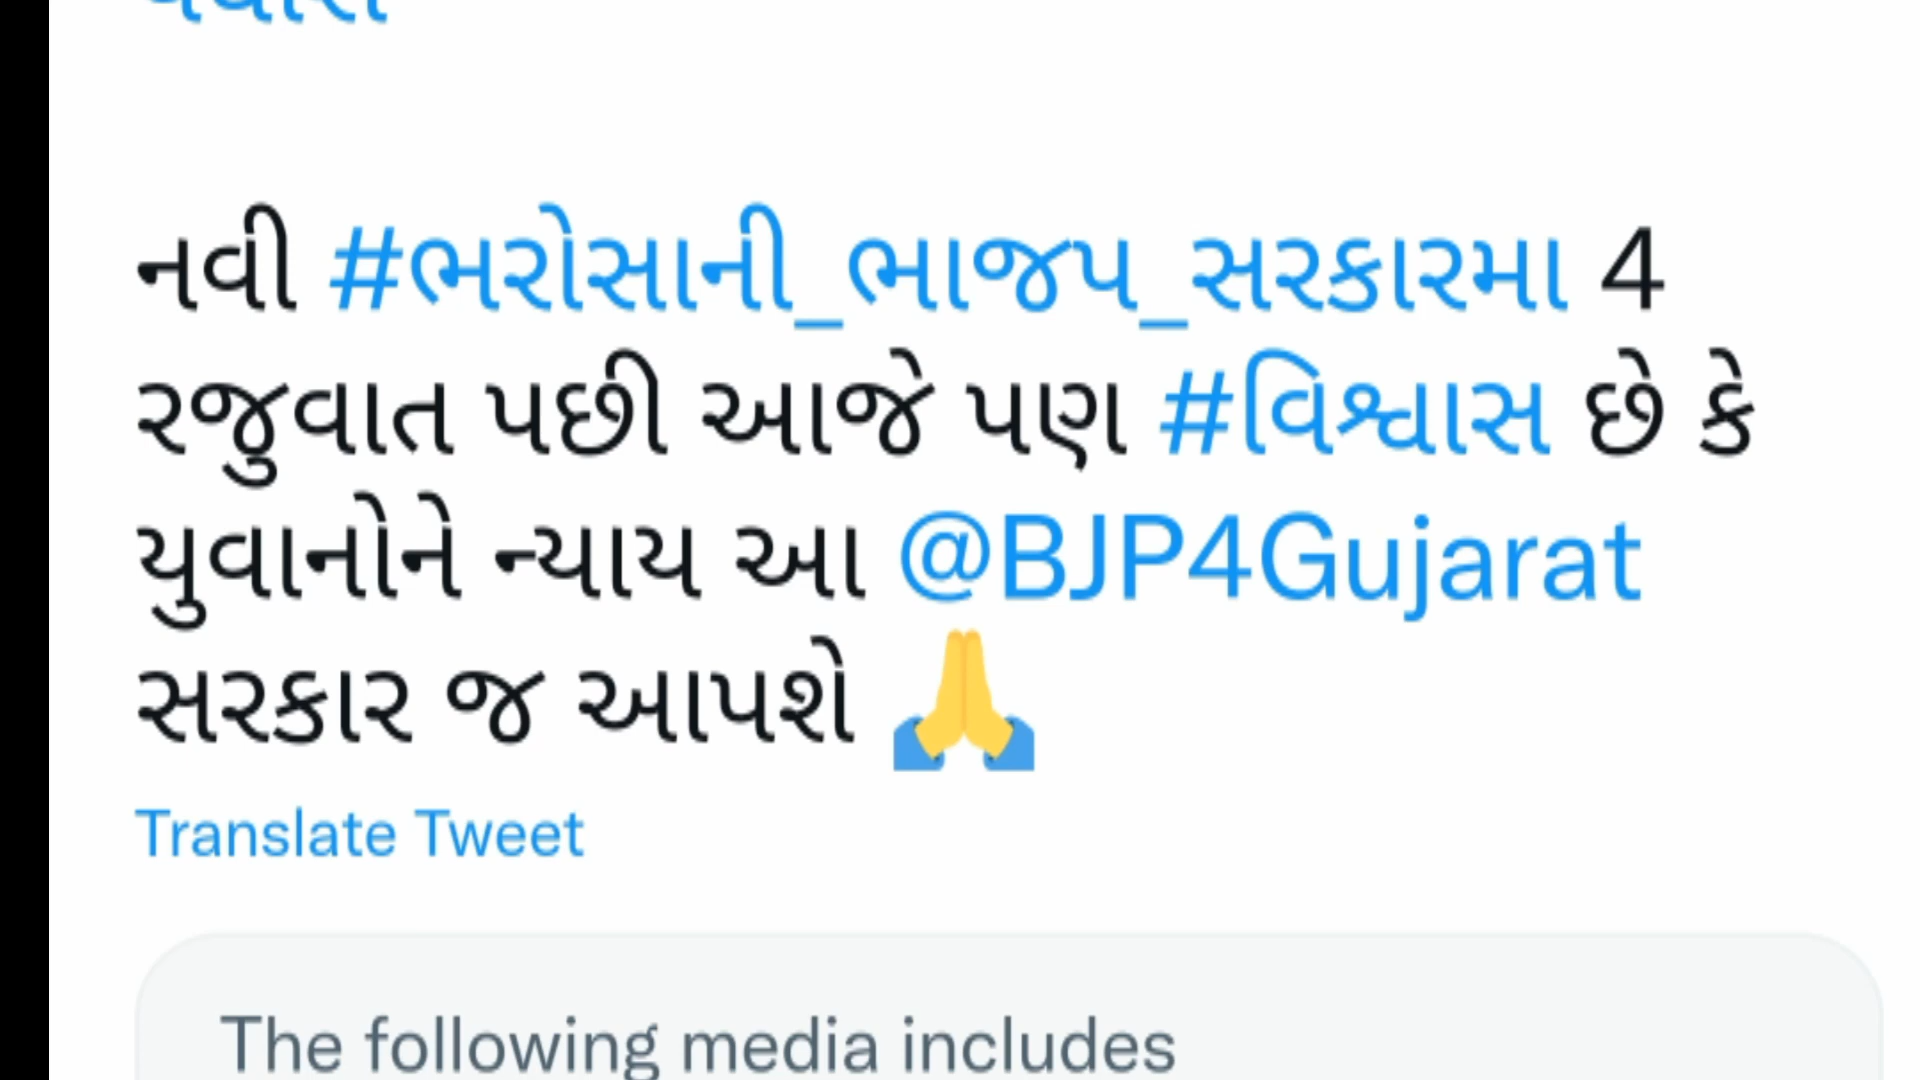 નવી #ભરોસાની_ભાજપ_સરકારમા 4
રજુવાત પછી આજે પણ #વિશ્વાસ છે કે
યુવાનોને ન્યાય આ @BJP4Gujarat
સરકાર જ આપશે 🙏
Translate Tweet
The following media includes